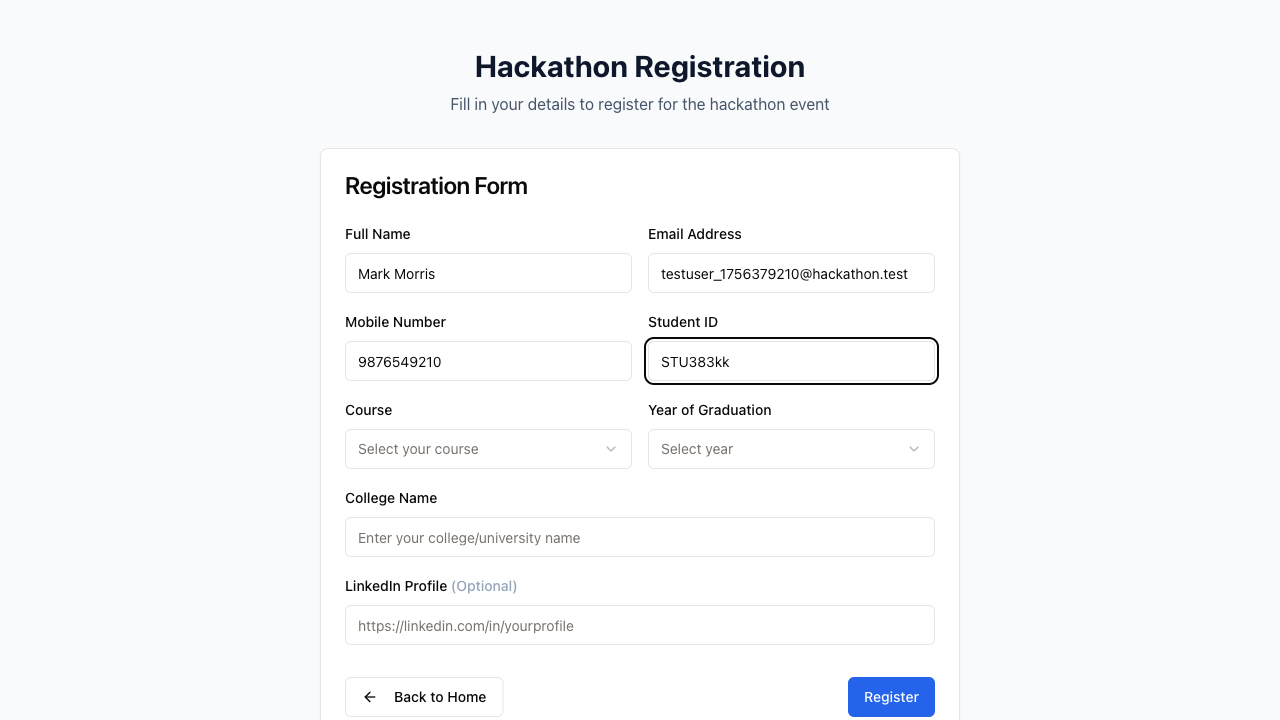 Hackathon Registration
Fill in your details to register for the hackathon event
Registration Form
Full Name
Mark Morris
Email Address
testuser_1756379210@hackathon.test
Mobile Number
9876549210
Student ID
STU383kk
Course
Select your course
Year of Graduation
Select year
College Name
Enter your college/university name
LinkedIn Profile (Optional)
https://linkedin.com/in/yourprofile
Back to Home
Register